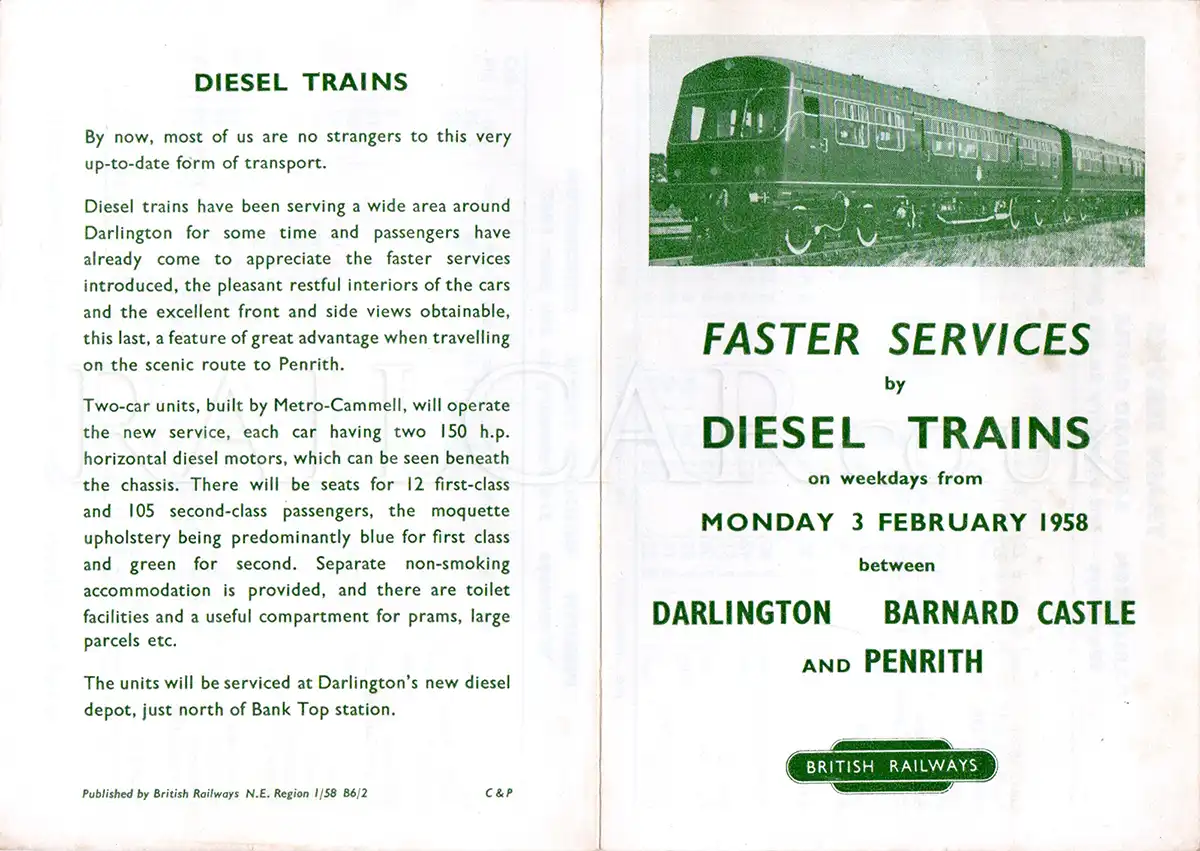 DIESEL TRAINS
By now, most of us are no strangers to this very
up-to-date form of transport.
Diesel trains have been serving a wide area around
Darlington for some time and passengers have
already come to appreciate the faster services
introduced, the pleasant restful interiors of the cars
and the excellent front and side views obtainable,
this last, a feature of great advantage when travelling
on the scenic route to Penrith.
Two-car units, built by Metro-Cammell, will operate
the new service, each car having two 150 h.p.
horizontal diesel motors, which can be seen beneath
the chassis. There will be seats for 12 first-class
and 105 second-class passengers, the moquette
upholstery being predominantly blue for first class
and green for second. Separate non-smoking
accommodation is provided, and there are toilet
facilities and a useful compartment for prams, large
parcels etc.
The units will be serviced at Darlington's new diesel
depot, just north of Bank Top station.
Published by British Railways N.E. Region 1/58 B6/2 C & P
FASTER SERVICES
by
DIESEL TRAINS
on weekdays from
MONDAY 3 FEBRUARY 1958
between
DARLINGTON BARNARD CASTLE
AND PENRITH
BRITISH RAILWAYS
RAILCAR.CO.UK